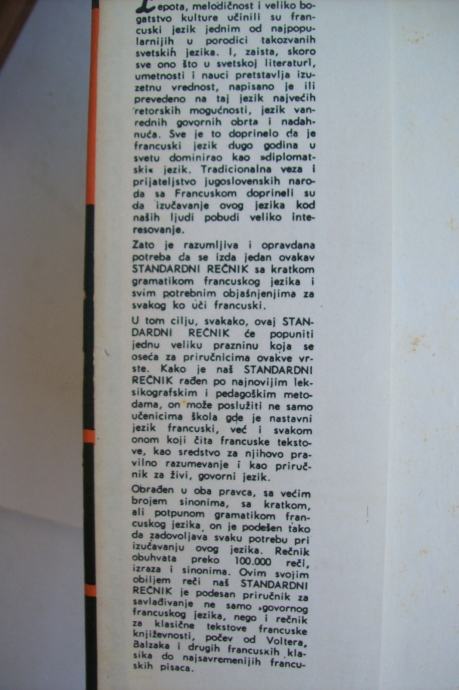 Lepota, melodičnost i veliko bo-
gatstvo kulture učinili su fran-
cuski jezik jednim od najpopu-
larnijih u porodici takozvanih
svetskih jezika. I, zaista, skoro
sve ono što u svetskoj literaturi,
umetnosti i nauci pretstavlja izu-
zetnu vrednost, napisano je ili
prevedeno na taj jezik najvećih
retorskih mogućnosti, jezik van-
rednih govornih obrta i nadah-
nuća. Sve je to doprinelo da je
francuski jezik dugo godina u
svetu dominirao kao »diplomat-
ski« jezik. Tradicionalna veza i
prijateljstvo jugoslovenskih naro-
da sa Francuskom doprineli su
da izučavanje ovog jezika kod
naših ljudi pobudi veliko inte-
resovanje.
Zato je razumljiva i opravdana
potreba da se izda jedan ovakav
STANDARDNI REČNIK sa kratkom
gramatikom francuskog jezika i
svim potrebnim objašnjenjima za
svakog ko uči francuski.
U tom cilju, svakako, ovaj STAN-
DARDNI REČNIK će popuniti
jednu veliku prazninu koja se
oseća za priručnicima ovakve vr-
ste. Kako je naš STANDARDNI
REČNIK rađen po najnovijim lek-
sikografskim i pedagoškim meto-
dama, on može poslužiti ne samo
učenicima škola gde je nastavni
jezik francuski, već i svakom
onom koji čita francuske teksto-
ve, kao sredstvo za njihovo pra-
vilno razumevanje i kao priruč-
nik za živi, govorni jezik.
Obrađen u oba pravca, sa većim
brojem sinonima, sa kratkom,
ali potpunom gramatikom fran-
cuskog jezika, on je podešen tako
da zadovoljava svaku potrebu pri
izučavanju ovog jezika. Rečnik
obuhvata preko 100.000 reči,
izraza i sinonima. Ovim svojim
obiljem reči naš STANDARDNI
REČNIK je podesan priručnik za
savlađivanje ne samo govornog
francuskog jezika, nego i rečnik
za klasične tekstove francuske
književnosti, počev od Voltera,
Balzaka i drugih francuskih kla-
sika do najsavremenijih francu-
skih pisaca.